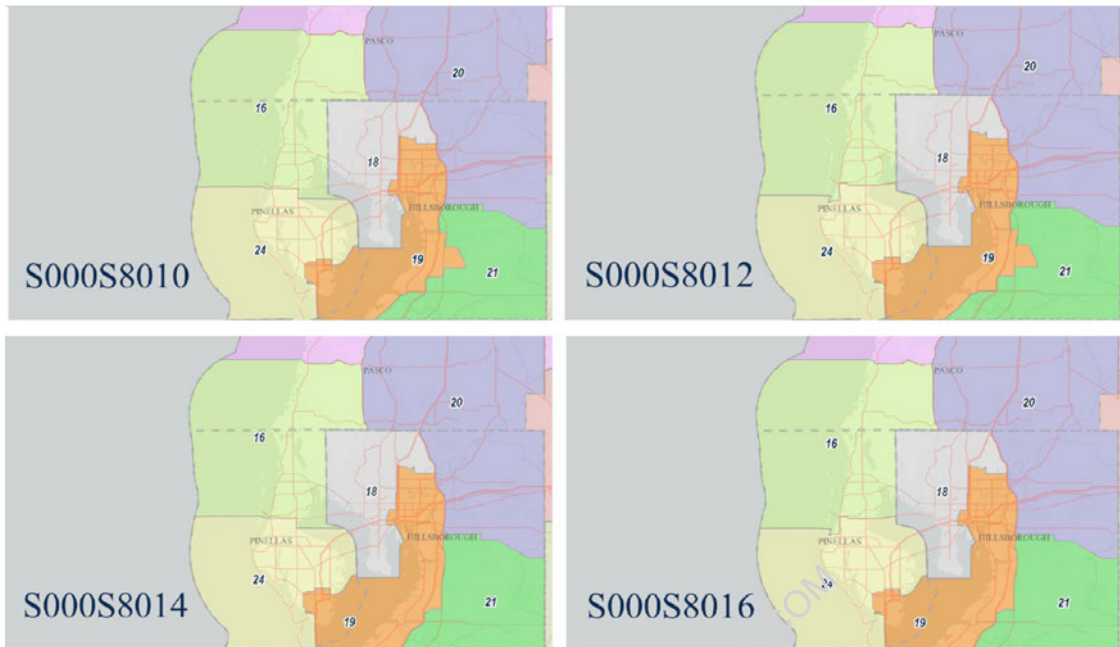 PASCO
20
16
18
PINELLAS
HILLSBOROUGH
24
19
21
S000S8010
PASCO
20
16
18
PINELLAS
HILLSBOROUGH
24
19
21
S000S8012
PASCO
20
16
18
PINELLAS
HILLSBOROUGH
24
21
S000S8014
19
PASCO
20
16
18
PINELLAS
HILLSBOROUGH
24
OM
21
S000S8016
19